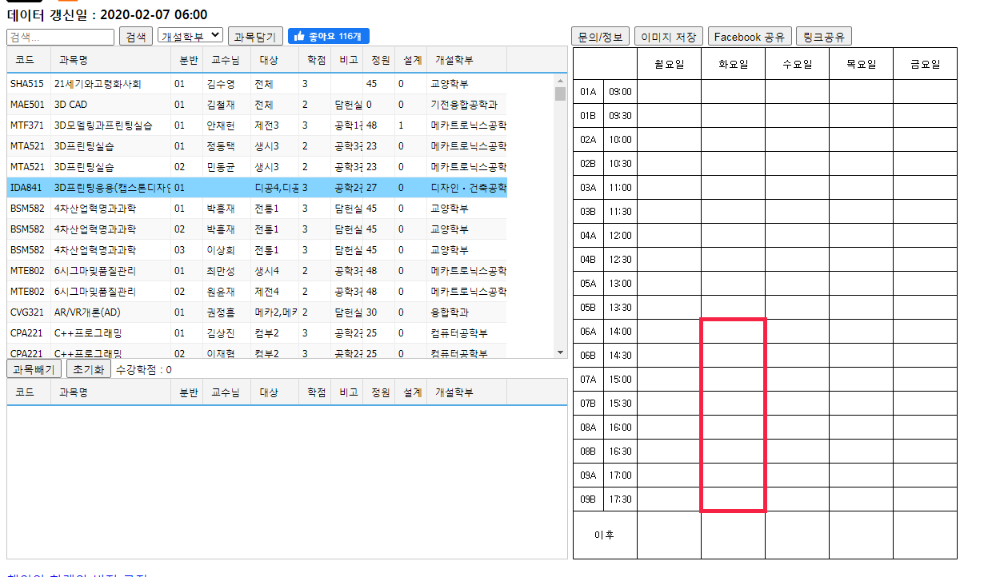 데이터 갱신일 : 2020-02-07 06:00
검색... 검색 개설학부 과목담기 좋아요 116개
코드 과목명 분반 교수님 대상 학점 비고 정원 설계 개설학부
SHA515 21세기와고령화사회 01 김수영 전체 3 45 0 교양학부
MAE501 3D CAD 01 김철재 전체 2 담헌실 0 0 기전융합공학과
MTF371 3D모델링과프린팅실습 01 안채헌 제전3 3 공학1 48 1 메카트로닉스공학
MTA521 3D프린팅실습 01 정동택 생시3 2 공학3 23 0 메카트로닉스공학
MTA521 3D프린팅실습 02 민동균 생시3 2 공학3 23 0 메카트로닉스공학
IDA841 3D프린팅응용(캡스톤디자인 01 디공4,디공 3 공학2 27 0 디자인·건축공학
BSM582 4차산업혁명과과학 01 박흥재 전통1 3 담헌실 45 0 교양학부
BSM582 4차산업혁명과과학 02 박흥재 전통1 3 담헌실 45 0 교양학부
BSM582 4차산업혁명과과학 03 이상희 전통1 3 담헌실 45 0 교양학부
MTE802 6시그마및품질관리 01 최만성 생시4 2 공학3 48 0 메카트로닉스공학
MTE802 6시그마및품질관리 02 원윤재 제전4 2 공학3 48 0 메카트로닉스공학
CVG321 AR/VR개론(AD) 01 권정흠 메카2,메카 2 담헌실 30 0 융합학과
CPA221 C++프로그래밍 01 김상진 컴부2 3 공학2 25 0 컴퓨터공학부
CPA221 C++프로그래밍 02 이재협 컴부2 3 공학2 25 0 컴퓨터공학부
과목빼기 초기화 수강학점 : 0
코드 과목명 분반 교수님 대상 학점 비고 정원 설계 개설학부
문의/정보 이미지 저장 Facebook 공유 링크공유
월요일 화요일 수요일 목요일 금요일
01A 09:00
01B 09:30
02A 10:00
02B 10:30
03A 11:00
03B 11:30
04A 12:00
04B 12:30
05A 13:00
05B 13:30
06A 14:00
06B 14:30
07A 15:00
07B 15:30
08A 16:00
08B 16:30
09A 17:00
09B 17:30
이후